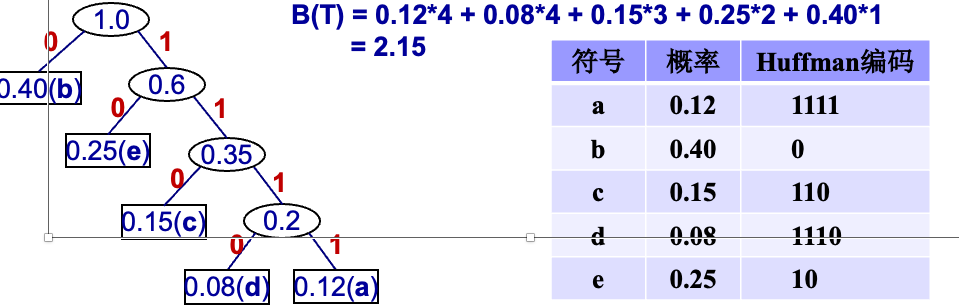 B(T) = 0.12*4 + 0.08*4 + 0.15*3 + 0.25*2 + 0.40*1
= 2.15
1.0
0 1
0.40(b) 0.6
0 1
0.25(e) 0.35
0 1
0.15(c) 0.2
0 1
0.08(d) 0.12(a)
符号 概率 Huffman编码
a 0.12 1111
b 0.40 0
c 0.15 110
d 0.08 1110
e 0.25 10